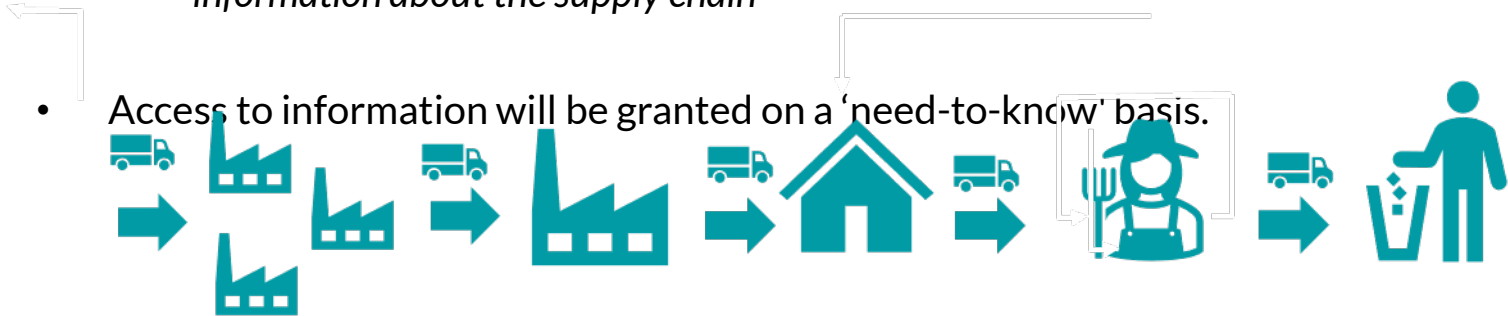 information about the supply chain
• Access to information will be granted on a ‘need-to-know' basis.